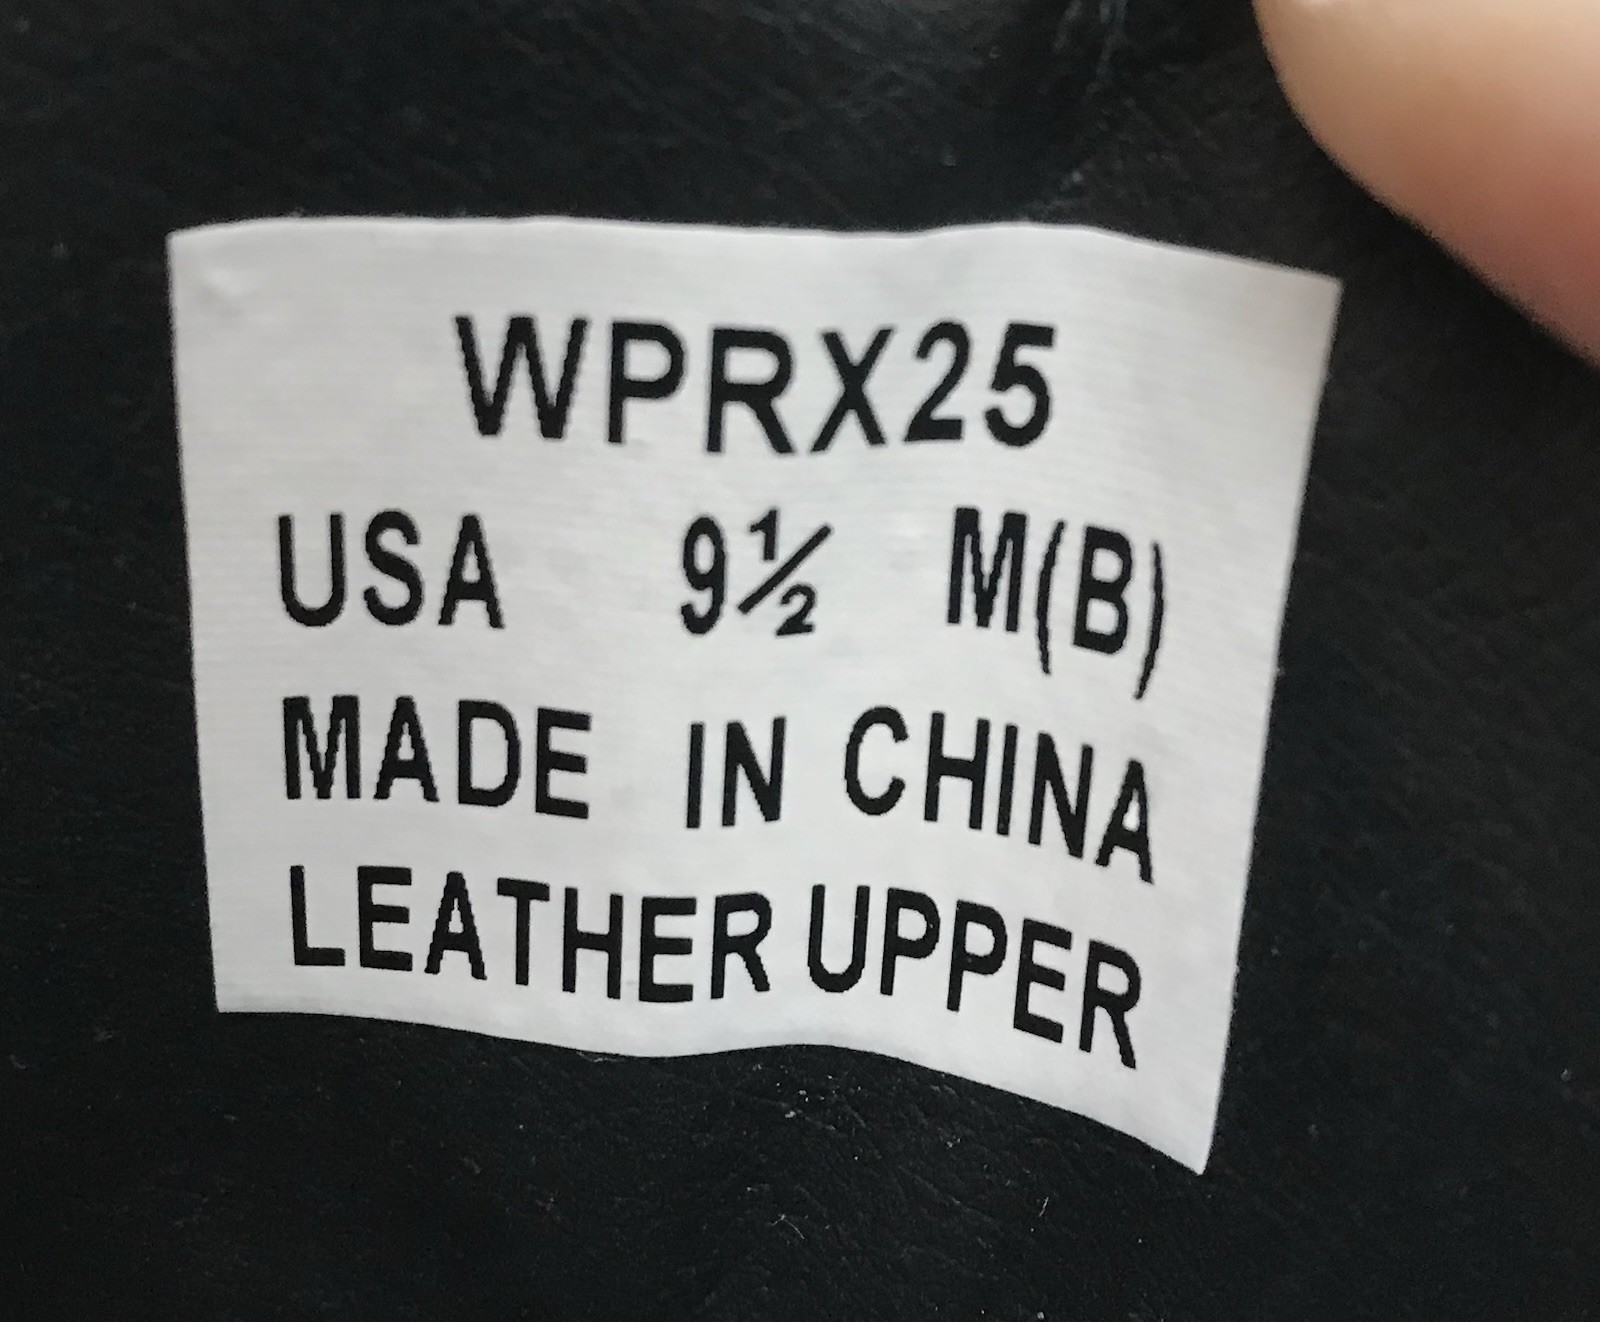 WPRX25
USA 9½ M(B)
MADE IN CHINA
LEATHER UPPER